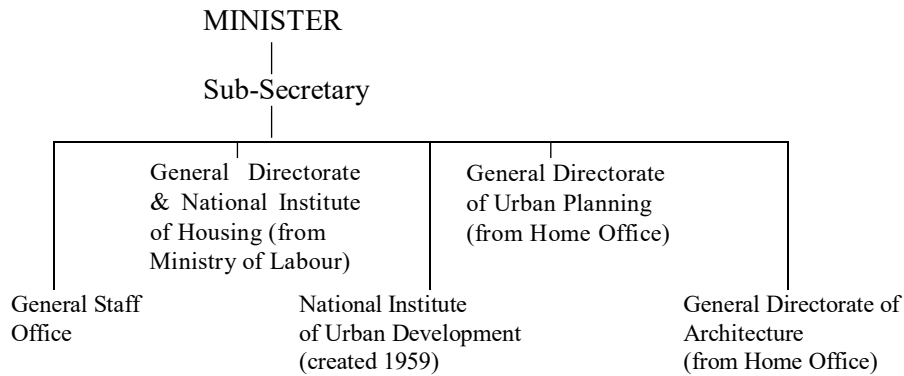 MINISTER
Sub-Secretary
General Directorate
& National Institute
of Housing (from
Ministry of Labour)
General Directorate
of Urban Planning
(from Home Office)
General Staff
Office
National Institute
of Urban Development
(created 1959)
General Directorate of
Architecture
(from Home Office)